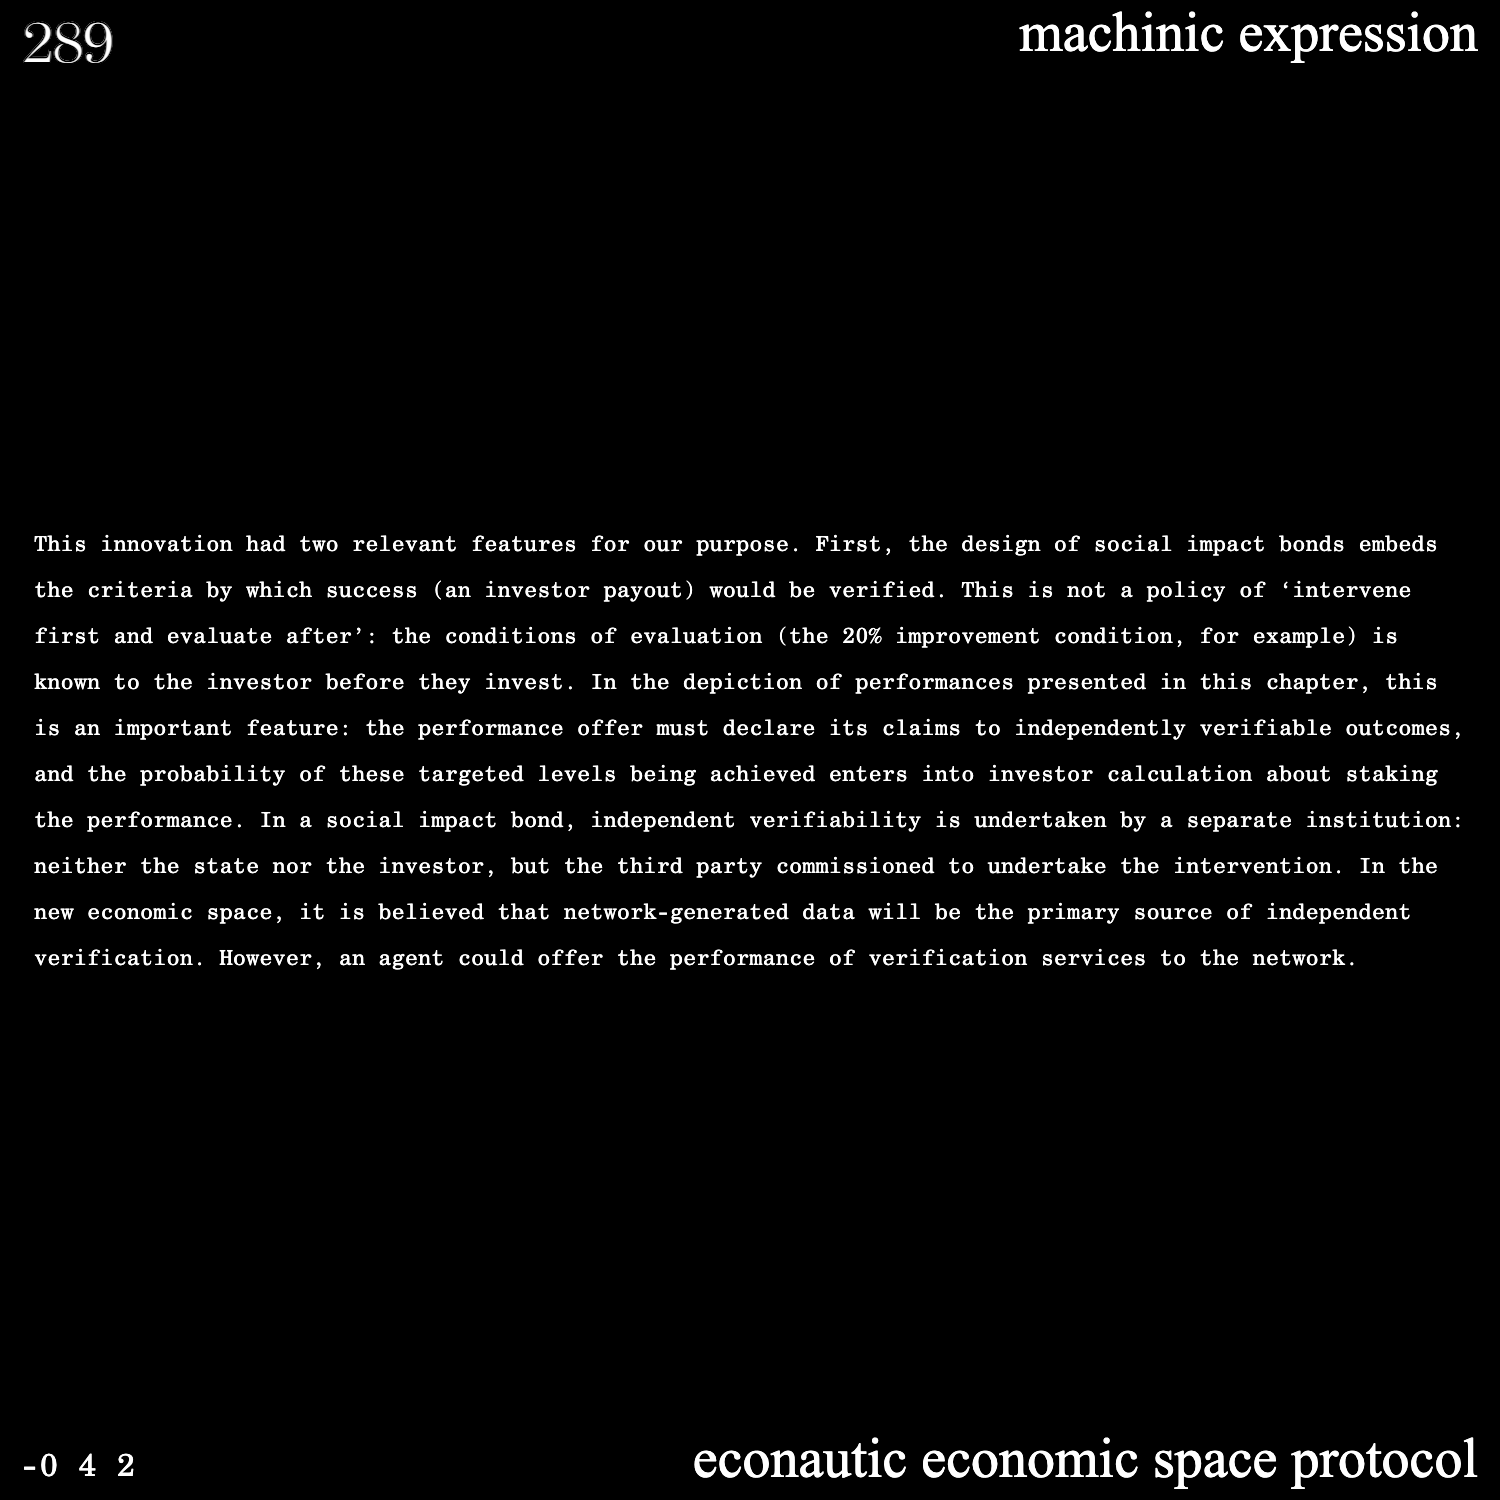 289
machinic expression
This innovation had two relevant features for our purpose. First, the design of social impact bonds embeds
the criteria by which success (an investor payout) would be verified. This is not a policy of ‘intervene
first and evaluate after’: the conditions of evaluation (the 20% improvement condition, for example) is
known to the investor before they invest. In the depiction of performances presented in this chapter, this
is an important feature: the performance offer must declare its claims to independently verifiable outcomes,
and the probability of these targeted levels being achieved enters into investor calculation about staking
the performance. In a social impact bond, independent verifiability is undertaken by a separate institution:
neither the state nor the investor, but the third party commissioned to undertake the intervention. In the
new economic space, it is believed that network-generated data will be the primary source of independent
verification. However, an agent could offer the performance of verification services to the network.
-0 4 2
econautic economic space protocol